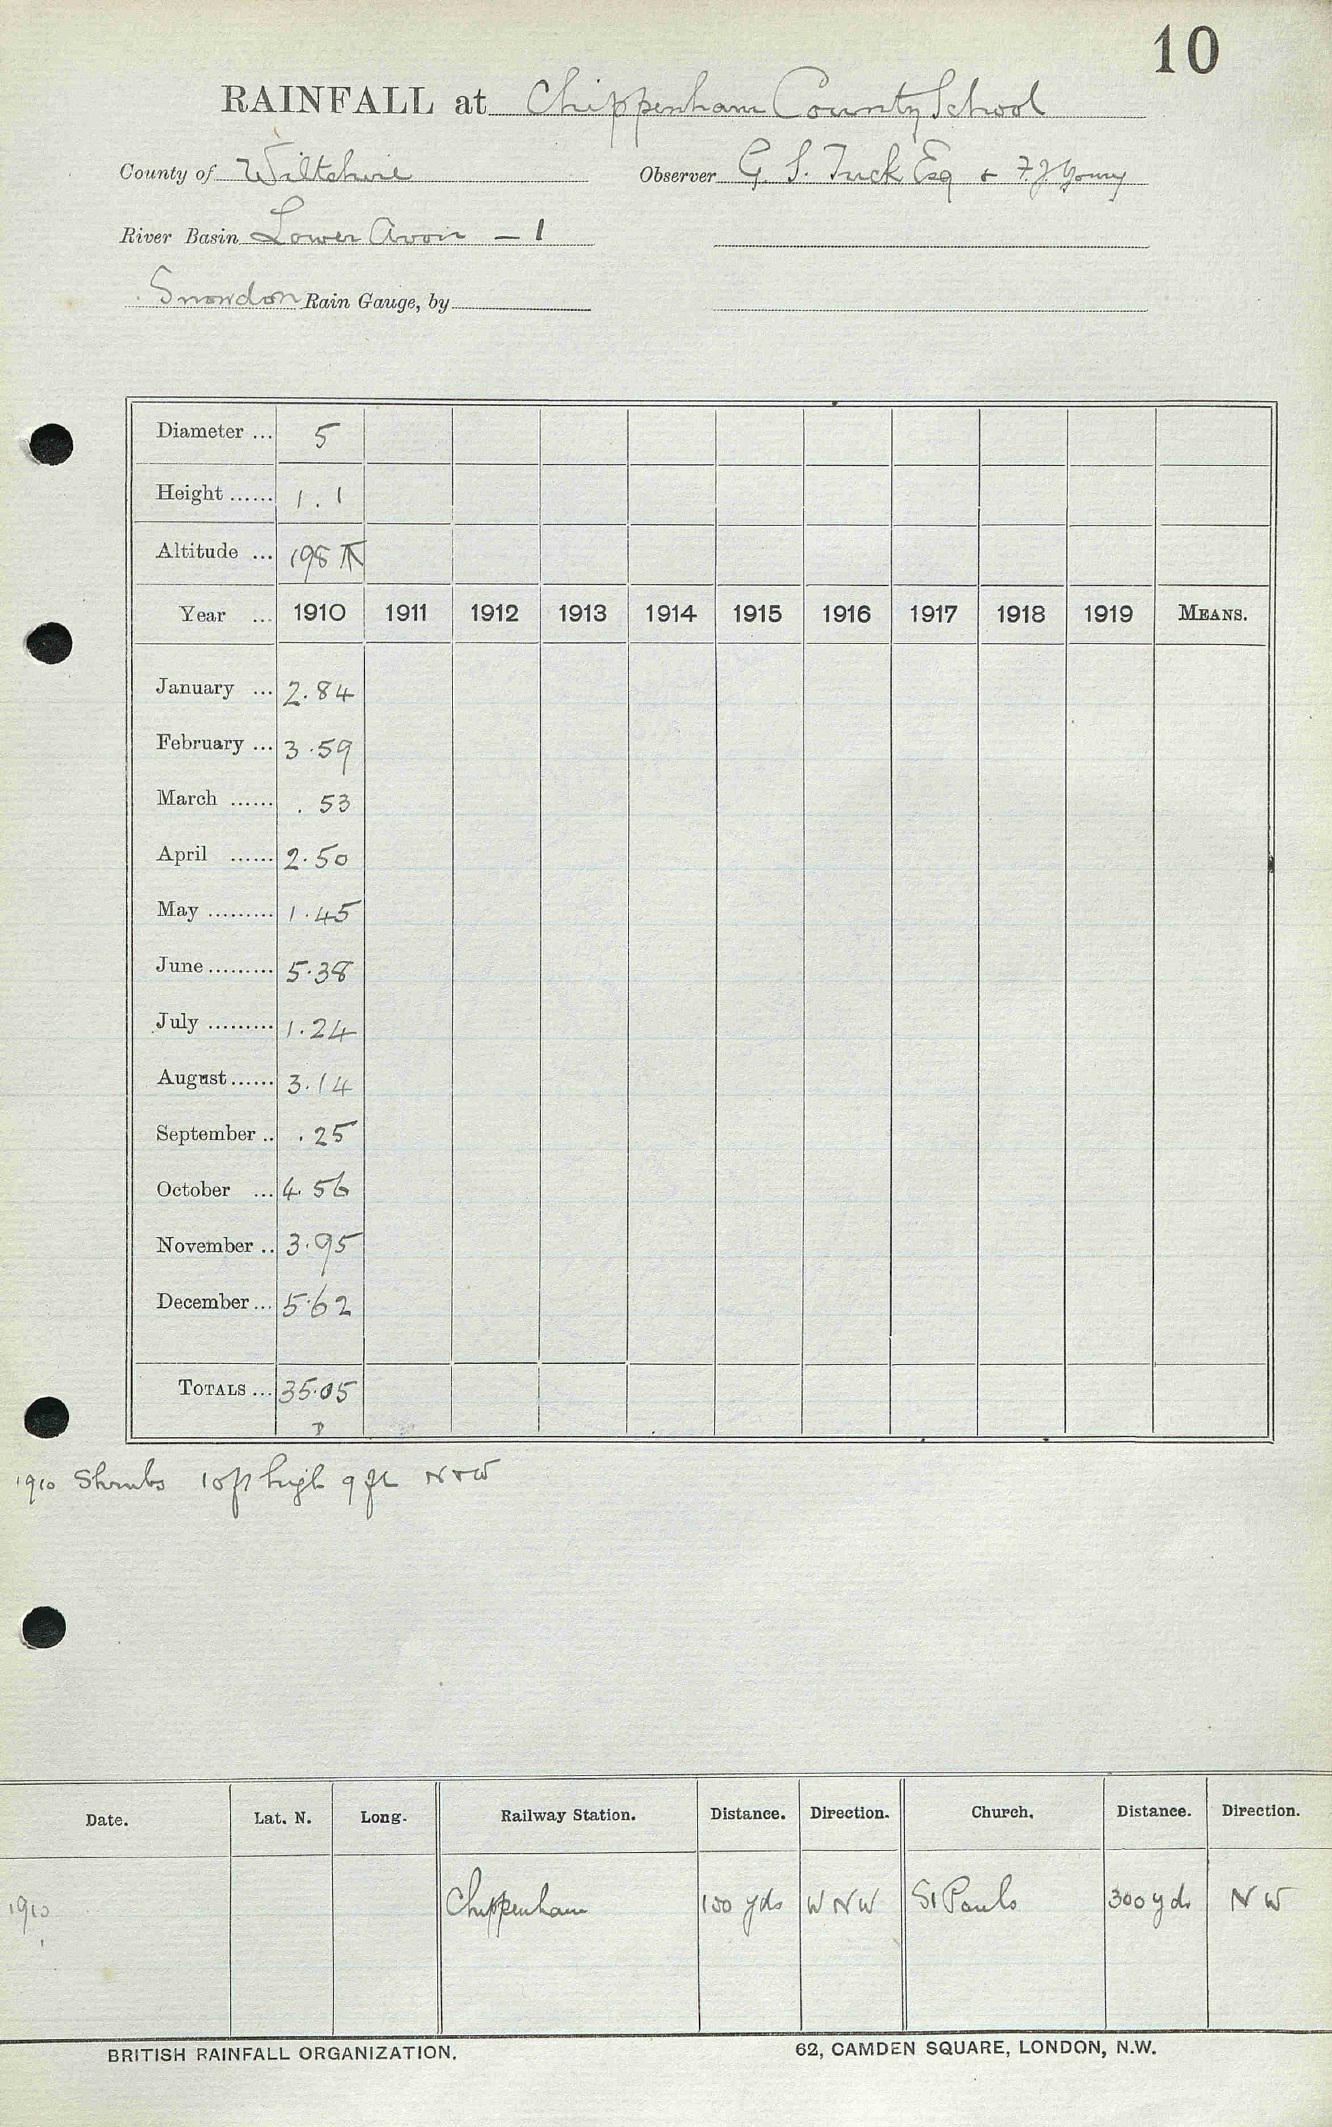 10
RAINFALL at Chippenham County School
County of Wiltshire Observer G. S. Tuck Esq & F. J. Young
River Basin Lower Avon - 1
Snowdon Rain Gauge, by
Diameter ... 5
Height ...... 1.1
Altitude ... 198
Year ... 1910 1911 1912 1913 1914 1915 1916 1917 1918 1919 MEANS.
January ... 2.84
February ... 3.59
March ...... .53
April ...... 2.50
May ......... 1.45
June ......... 5.38
July ......... 1.24
August ...... 3.14
September .. .25
October ... 4.56
November .. 3.95
December ... 5.62
TOTALS ... 35.05
1910 Shrubs 10ft high 9 ft N+W
Date. Lat. N. Long. Railway Station. Distance. Direction. Church. Distance. Direction.
1910 Chippenham 150 yds W N W St Pauls 300 yds N W
BRITISH RAINFALL ORGANIZATION. 62, CAMDEN SQUARE, LONDON, N.W.